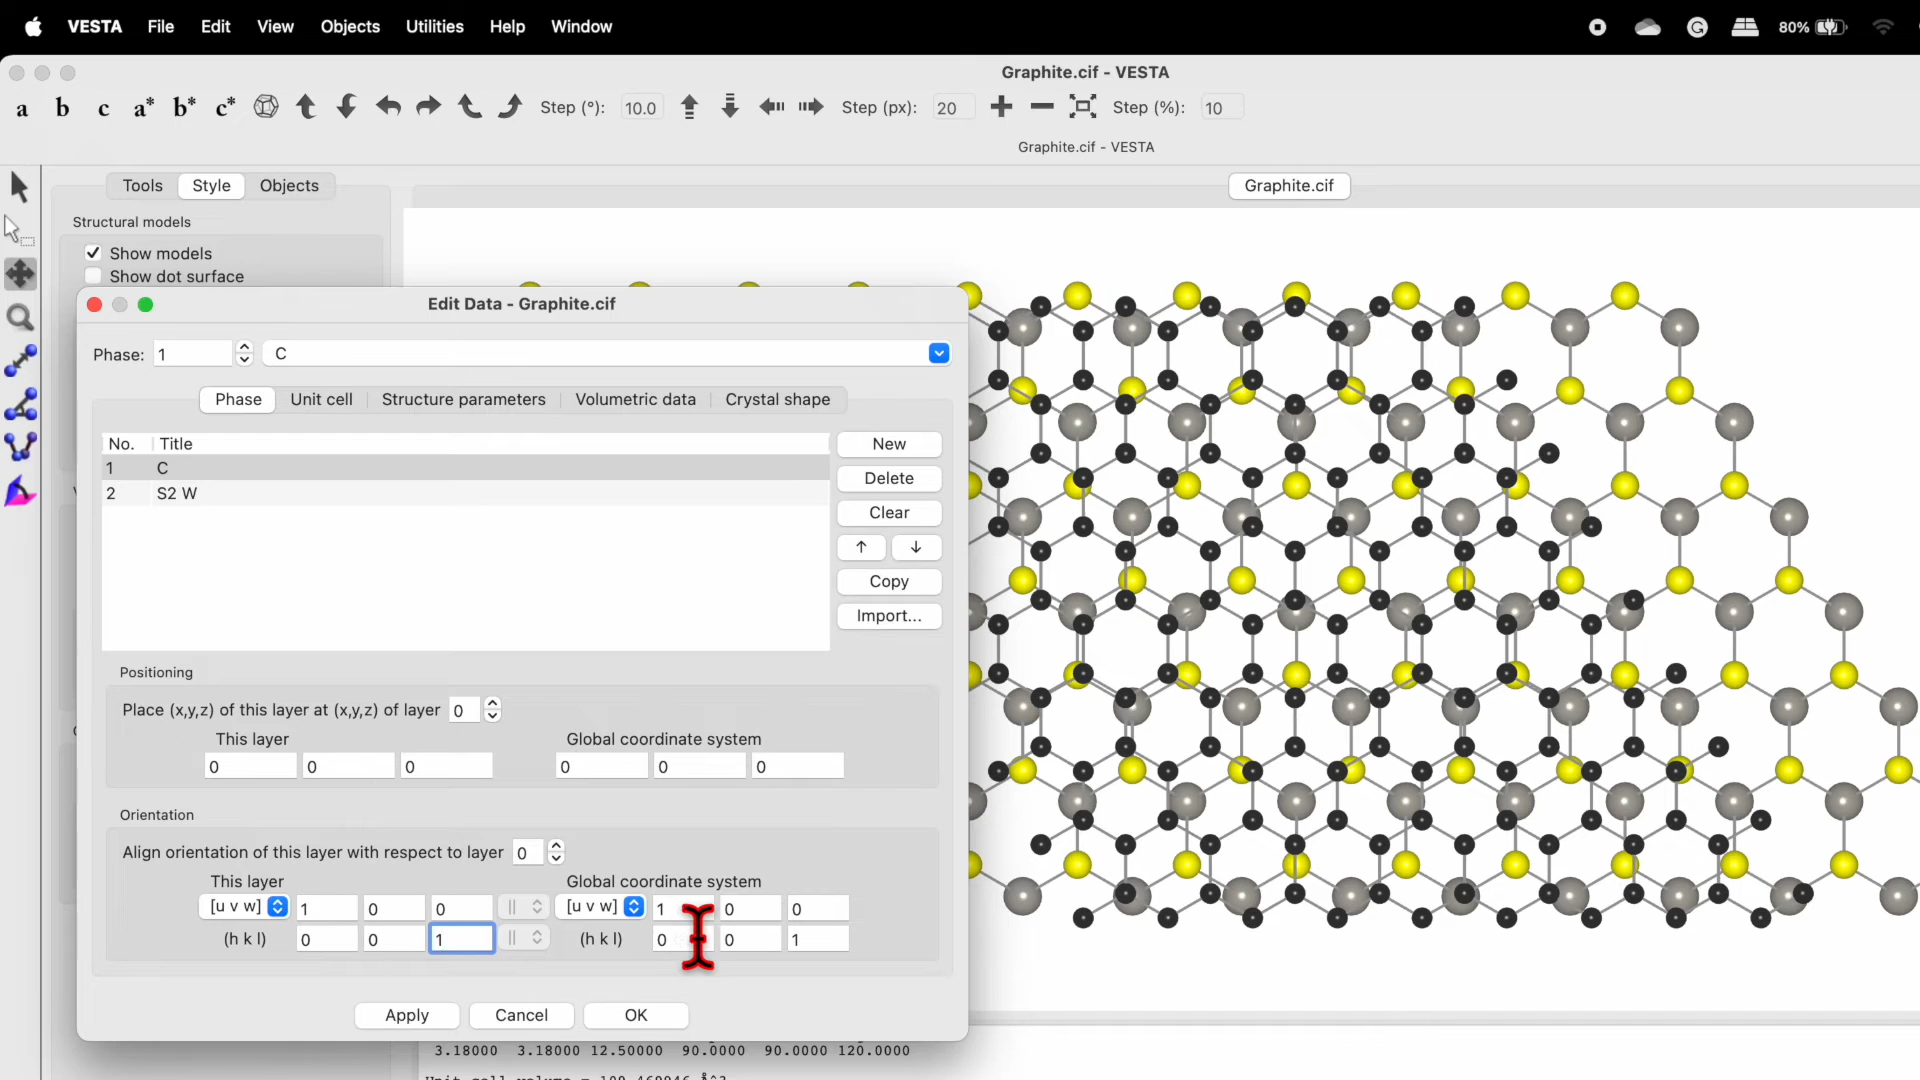 VESTA File Edit View Objects Utilities Help Window 80%
Graphite.cif - VESTA
a b c a* b* c* Step (°): 10.0 Step (px): 20 Step (%): 10
Graphite.cif - VESTA
Tools Style Objects
Graphite.cif
Structural models
Show models
Show dot surface
Edit Data - Graphite.cif
Phase: 1 C
Phase Unit cell Structure parameters Volumetric data Crystal shape
No. Title
1 C
2 S2 W
New
Delete
Clear
↑ ↓
Copy
Import...
Positioning
Place (x,y,z) of this layer at (x,y,z) of layer 0
This layer Global coordinate system
0 0 0 0 0 0
Orientation
Align orientation of this layer with respect to layer 0
This layer Global coordinate system
[u v w] 1 0 0 || [u v w] 1 0 0
(h k l) 0 0 1 || (h k l) 0 0 1
Apply Cancel OK
3.18000 3.18000 12.50000 90.0000 90.0000 120.0000